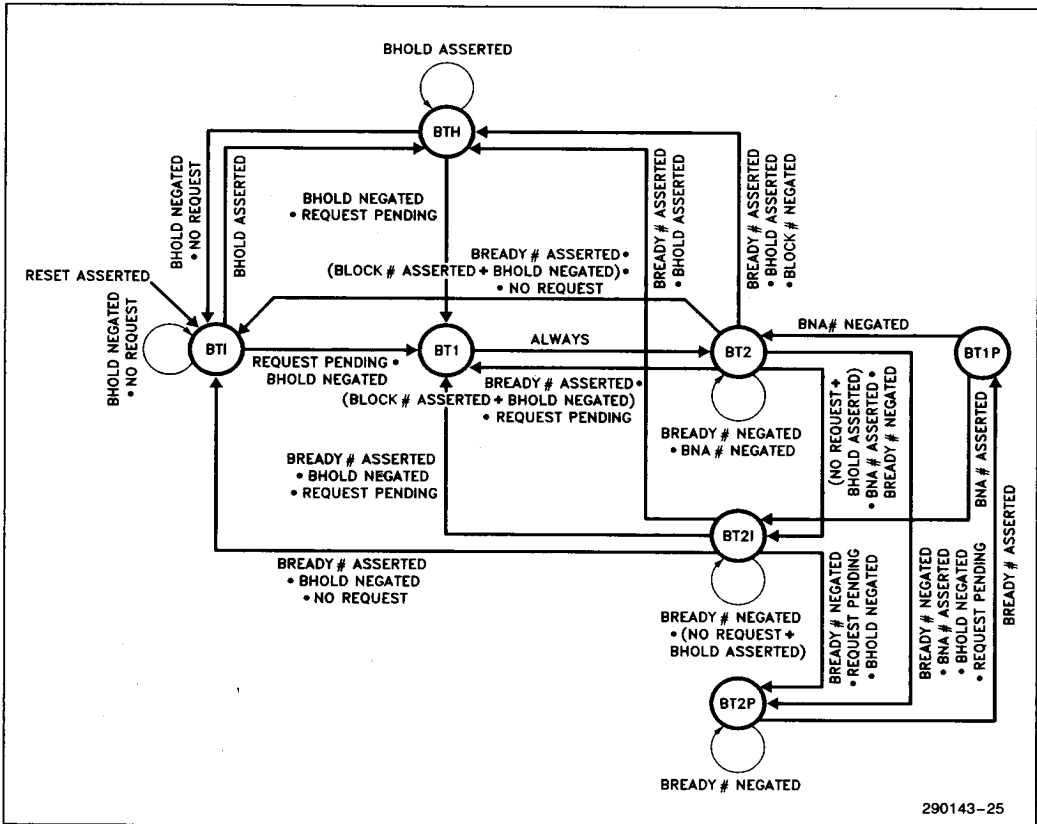 BHOLD ASSERTED
BTH
BHOLD NEGATED
• NO REQUEST
BHOLD ASSERTED
BHOLD NEGATED
• REQUEST PENDING
BREADY # ASSERTED
• BHOLD ASSERTED
BREADY # ASSERTED
• BHOLD ASSERTED
• BLOCK # NEGATED
BREADY # ASSERTED •
(BLOCK # ASSERTED + BHOLD NEGATED) •
• NO REQUEST
RESET ASSERTED
BHOLD NEGATED
• NO REQUEST
BTI
REQUEST PENDING •
BHOLD NEGATED
BT1
ALWAYS
BT2
BNA # NEGATED
BT1P
BREADY # ASSERTED •
(BLOCK # ASSERTED + BHOLD NEGATED)
• REQUEST PENDING
BREADY # NEGATED
• BNA # NEGATED
(NO REQUEST +
BHOLD ASSERTED)
• BNA # ASSERTED •
BREADY # NEGATED
BNA # ASSERTED
BREADY # ASSERTED
BREADY # ASSERTED
• BHOLD NEGATED
• REQUEST PENDING
BT2I
BREADY # ASSERTED
• BHOLD NEGATED
• NO REQUEST
BREADY # NEGATED
• (NO REQUEST +
BHOLD ASSERTED)
BREADY # NEGATED
• REQUEST PENDING
• BHOLD NEGATED
BREADY # NEGATED
• BNA # ASSERTED
• BHOLD NEGATED
• REQUEST PENDING
BT2P
BREADY # NEGATED
290143-25